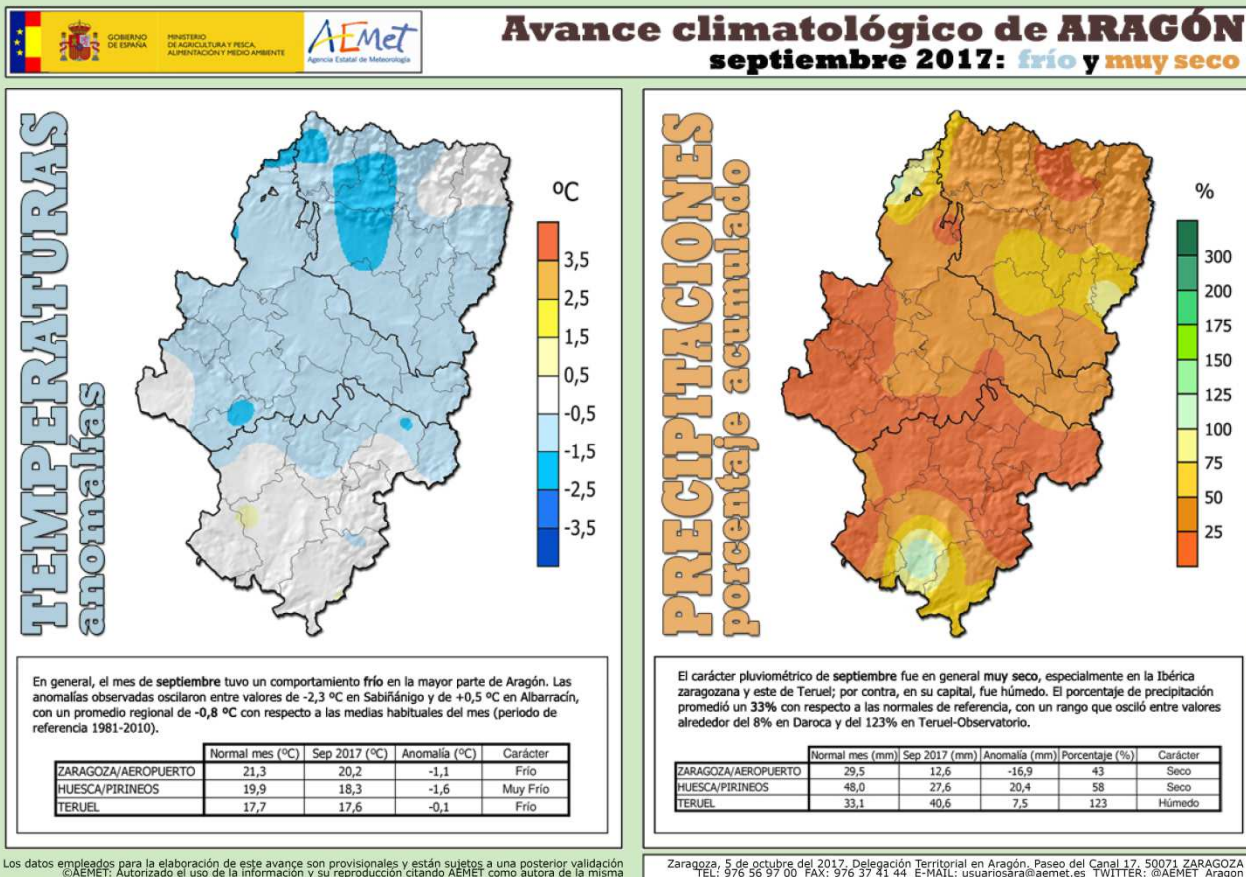 GOBIERNO
DE ESPAÑA
MINISTERIO
DE AGRICULTURA Y PESCA,
ALIMENTACIÓN Y MEDIO AMBIENTE
AEMet
Agencia Estatal de Meteorología
Avance climatológico de ARAGÓN
septiembre 2017: frío y muy seco
TEMPERATURAS
anomalías
ºC
3,5
2,5
1,5
0,5
-0,5
-1,5
-2,5
-3,5
En general, el mes de septiembre tuvo un comportamiento frío en la mayor parte de Aragón. Las
anomalías observadas oscilaron entre valores de -2,3 ºC en Sabiñánigo y de +0,5 ºC en Albarracín,
con un promedio regional de -0,8 ºC con respecto a las medias habituales del mes (periodo de
referencia 1981-2010).
Normal mes (ºC) Sep 2017 (ºC) Anomalía (ºC) Carácter
ZARAGOZA/AEROPUERTO 21,3 20,2 -1,1 Frío
HUESCA/PIRINEOS 19,9 18,3 -1,6 Muy Frío
TERUEL 17,7 17,6 -0,1 Frío
PRECIPITACIONES
porcentaje acumulado
%
300
200
175
150
125
100
75
50
25
El carácter pluviométrico de septiembre fue en general muy seco, especialmente en la Ibérica
zaragozana y este de Teruel; por contra, en su capital, fue húmedo. El porcentaje de precipitación
promedió un 33% con respecto a las normales de referencia, con un rango que osciló entre valores
alrededor del 8% en Daroca y del 123% en Teruel-Observatorio.
Normal mes (mm) Sep 2017 (mm) Anomalía (mm) Porcentaje (%) Carácter
ZARAGOZA/AEROPUERTO 29,5 12,6 -16,9 43 Seco
HUESCA/PIRINEOS 48,0 27,6 20,4 58 Seco
TERUEL 33,1 40,6 7,5 123 Húmedo
Los datos empleados para la elaboración de este avance son provisionales y están sujetos a una posterior validación
©AEMET: Autorizado el uso de la información y su reproducción citando AEMET como autora de la misma
Zaragoza, 5 de octubre del 2017. Delegación Territorial en Aragón. Paseo del Canal 17. 50071 ZARAGOZA
TEL: 976 56 97 00 FAX: 976 37 41 44 E-MAIL: usuariosara@aemet.es TWITTER: @AEMET_Aragon